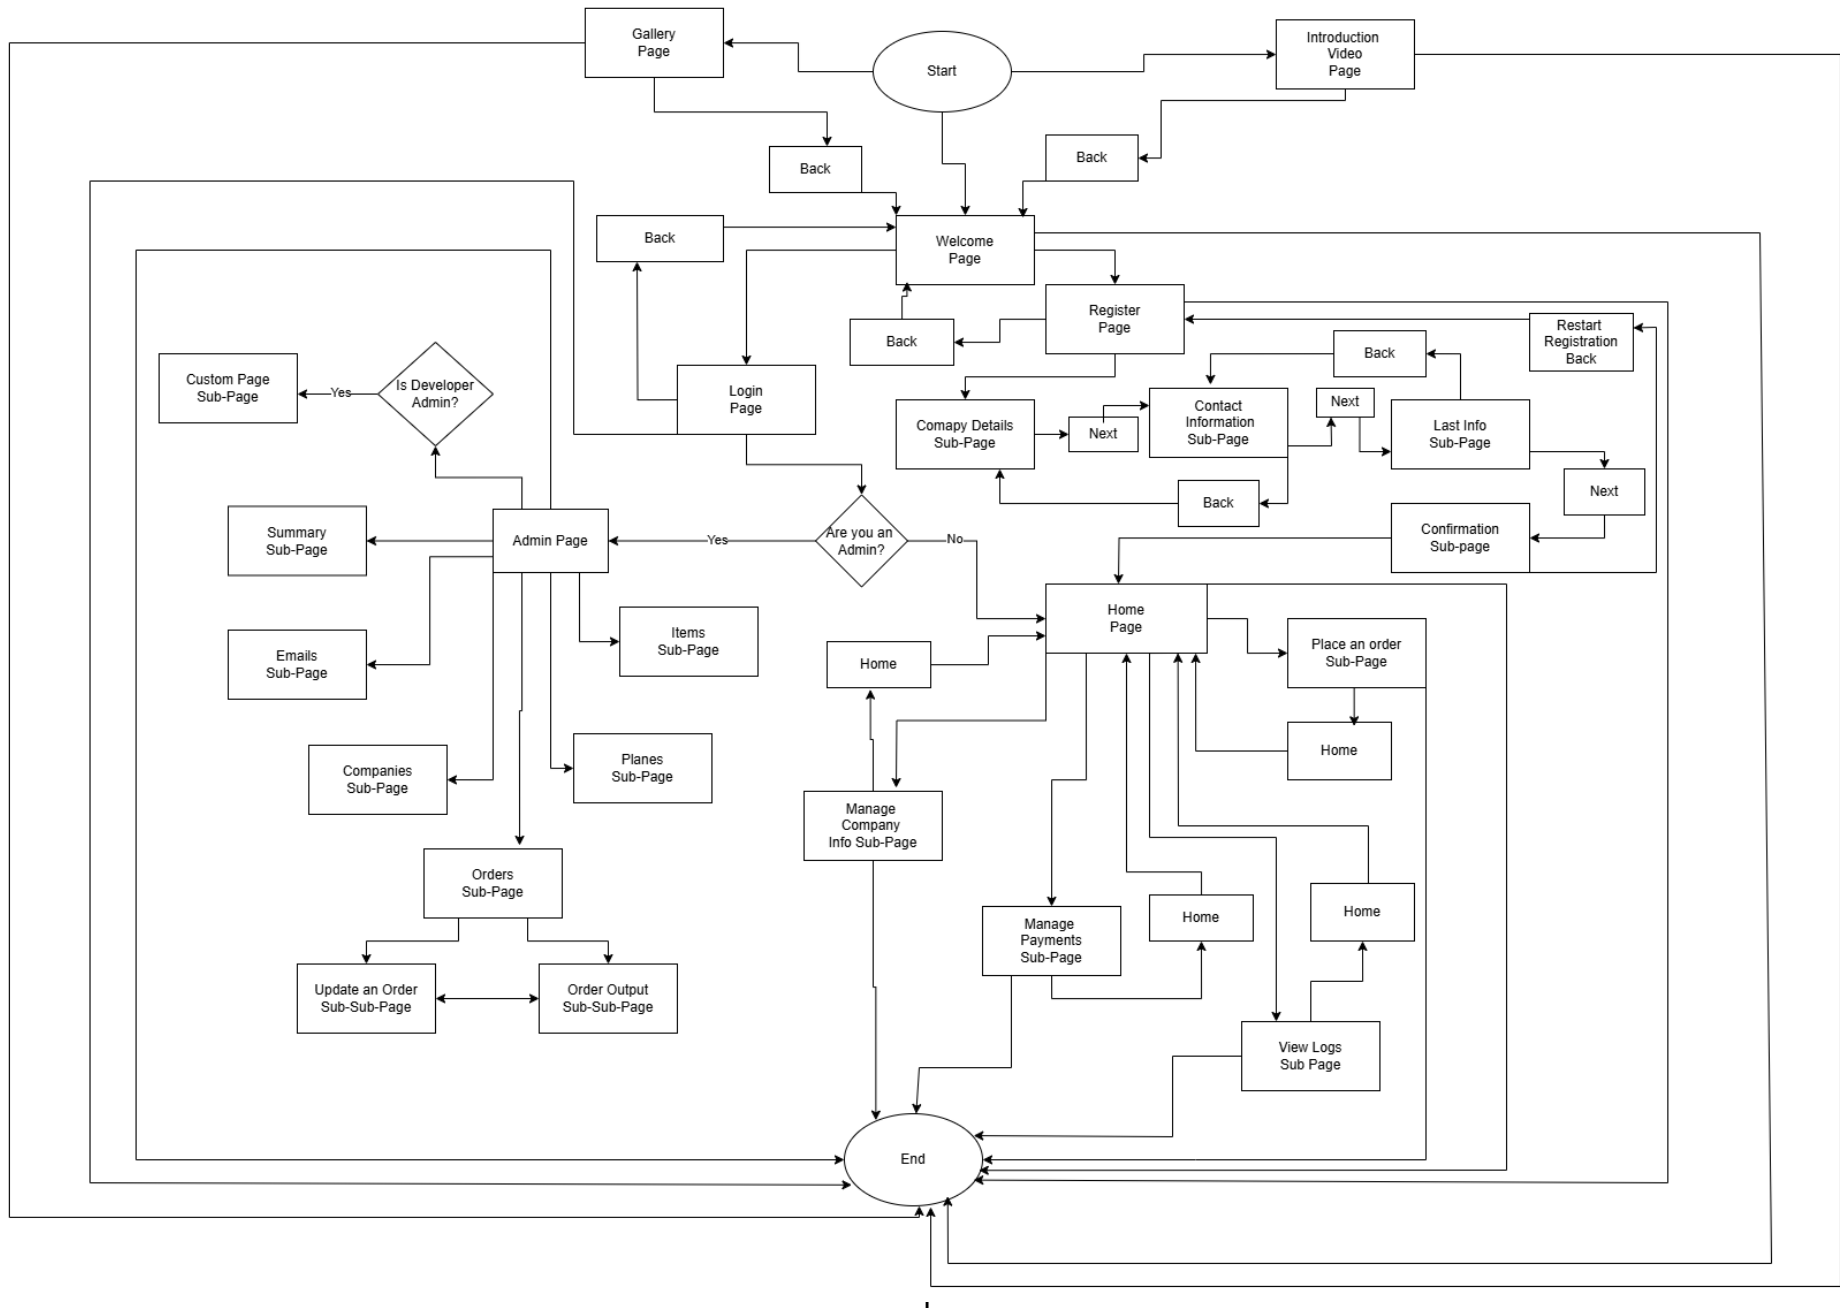 Gallery
Page
Start
Introduction
Video
Page
Back
Back
Back
Welcome
Page
Register
Page
Back
Restart
Registration
Back
Back
Custom Page
Sub-Page
Yes
Is Developer
Admin?
Login
Page
Comapy Details
Sub-Page
Next
Contact
Information
Sub-Page
Next
Last Info
Sub-Page
Next
Back
Summary
Sub-Page
Admin Page
Yes
Are you an
Admin?
No
Confirmation
Sub-page
Home
Page
Items
Sub-Page
Emails
Sub-Page
Home
Place an order
Sub-Page
Home
Companies
Sub-Page
Planes
Sub-Page
Manage
Company
Info Sub-Page
Orders
Sub-Page
Manage
Payments
Sub-Page
Home
Home
Update an Order
Sub-Sub-Page
Order Output
Sub-Sub-Page
View Logs
Sub Page
End